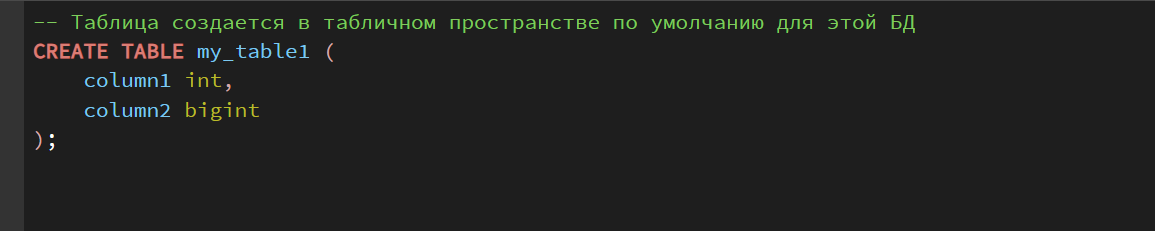 -- Таблица создается в табличном пространстве по умолчанию для этой БД
CREATE TABLE my_table1 (
    column1 int,
    column2 bigint
);